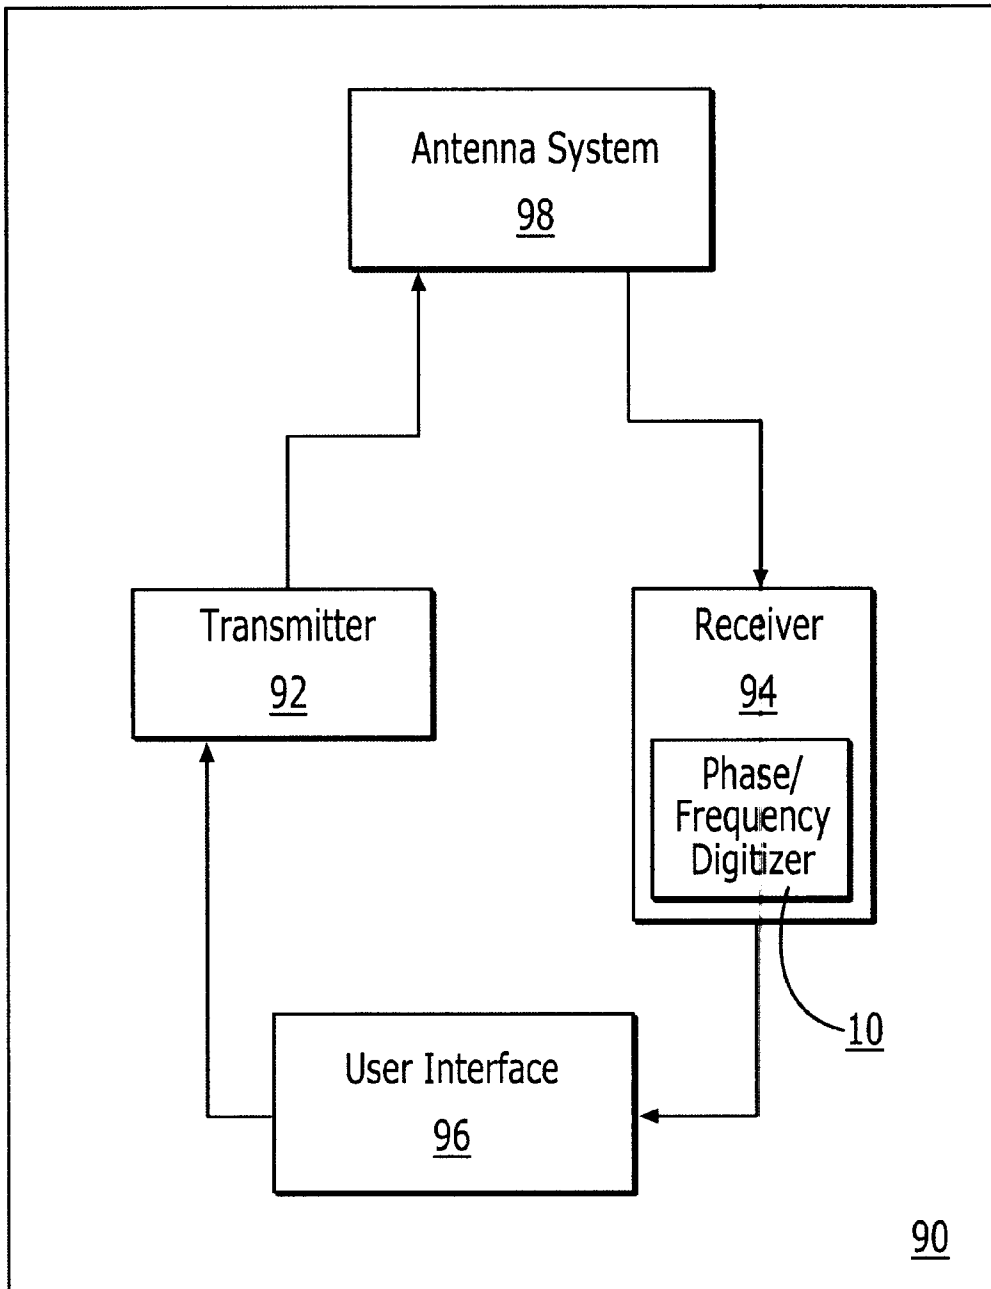 Antenna System
98
Transmitter
92
Receiver
94
Phase/
Frequency
Digitizer
10
User Interface
96
90